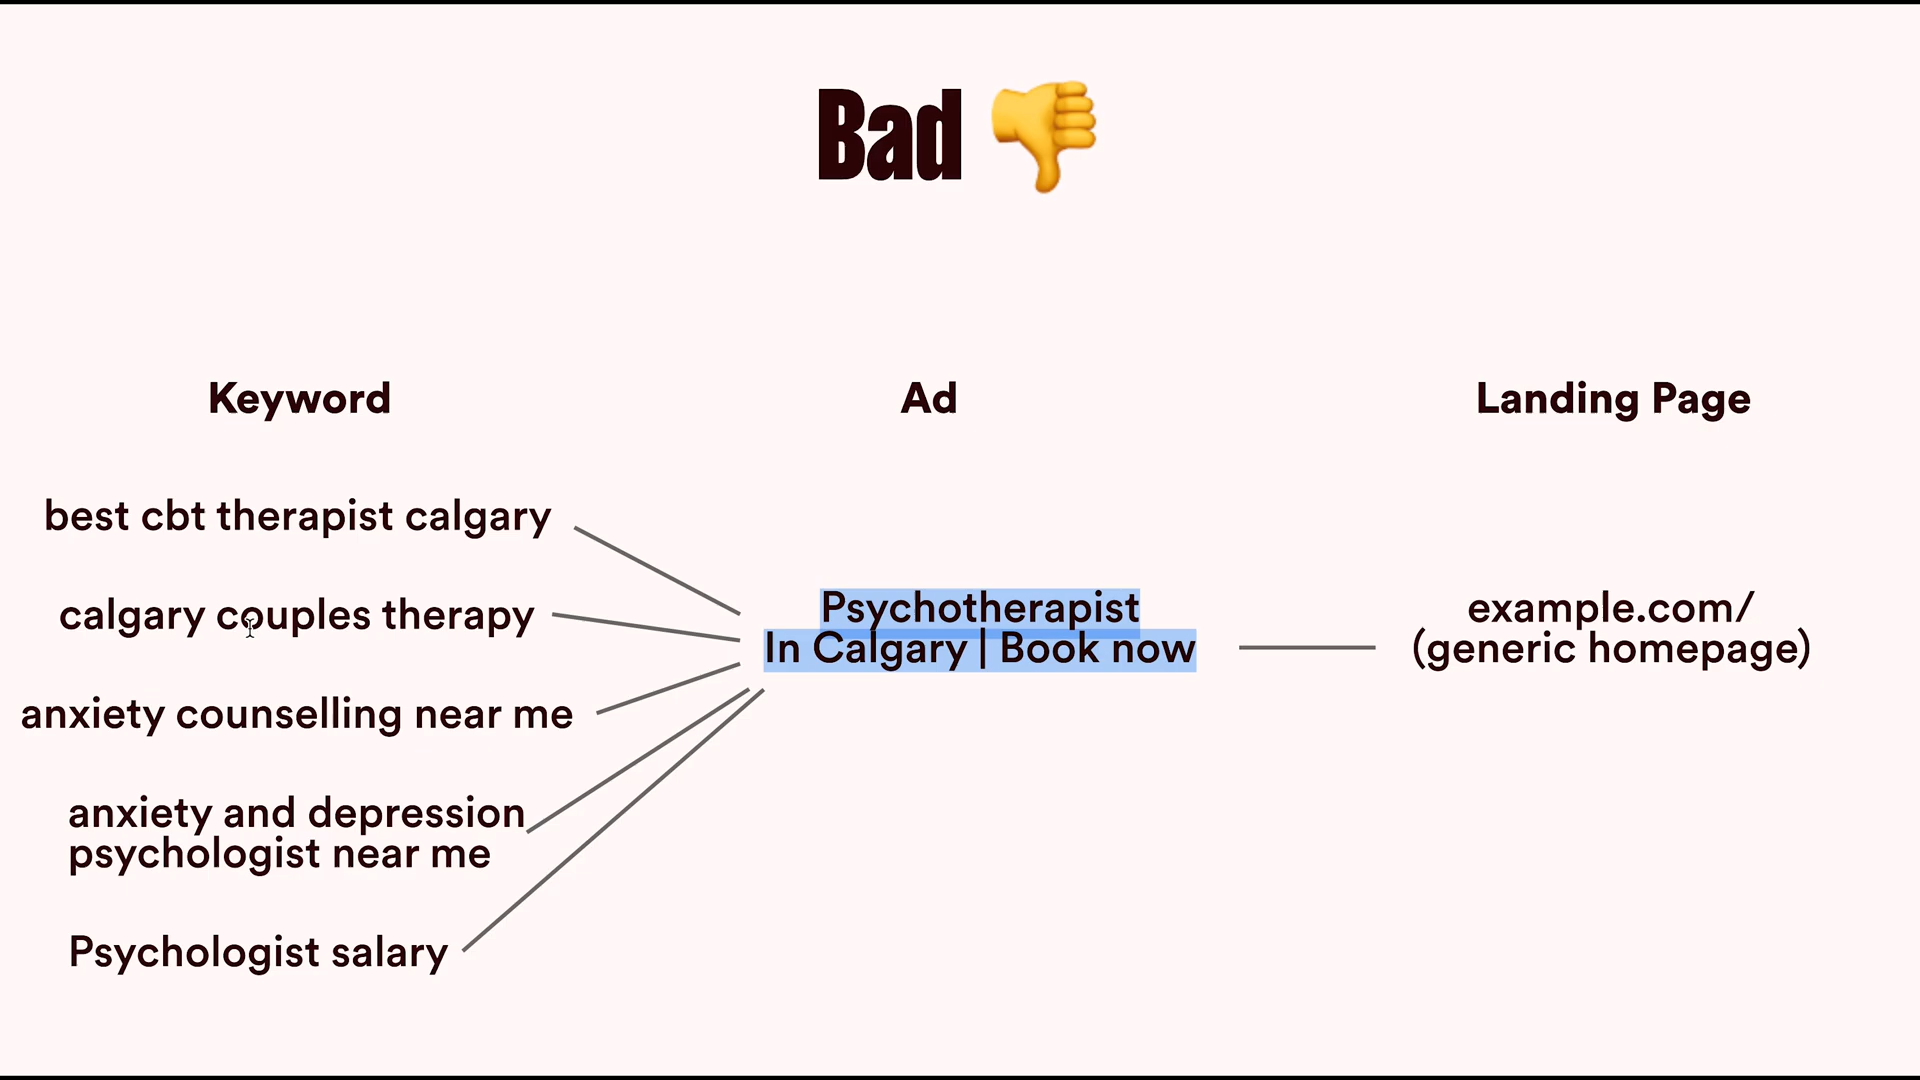 Bad
Keyword
Ad
Landing Page
best cbt therapist calgary
calgary couples therapy
anxiety counselling near me
anxiety and depression
psychologist near me
Psychologist salary
Psychotherapist
In Calgary | Book now
example.com/
(generic homepage)